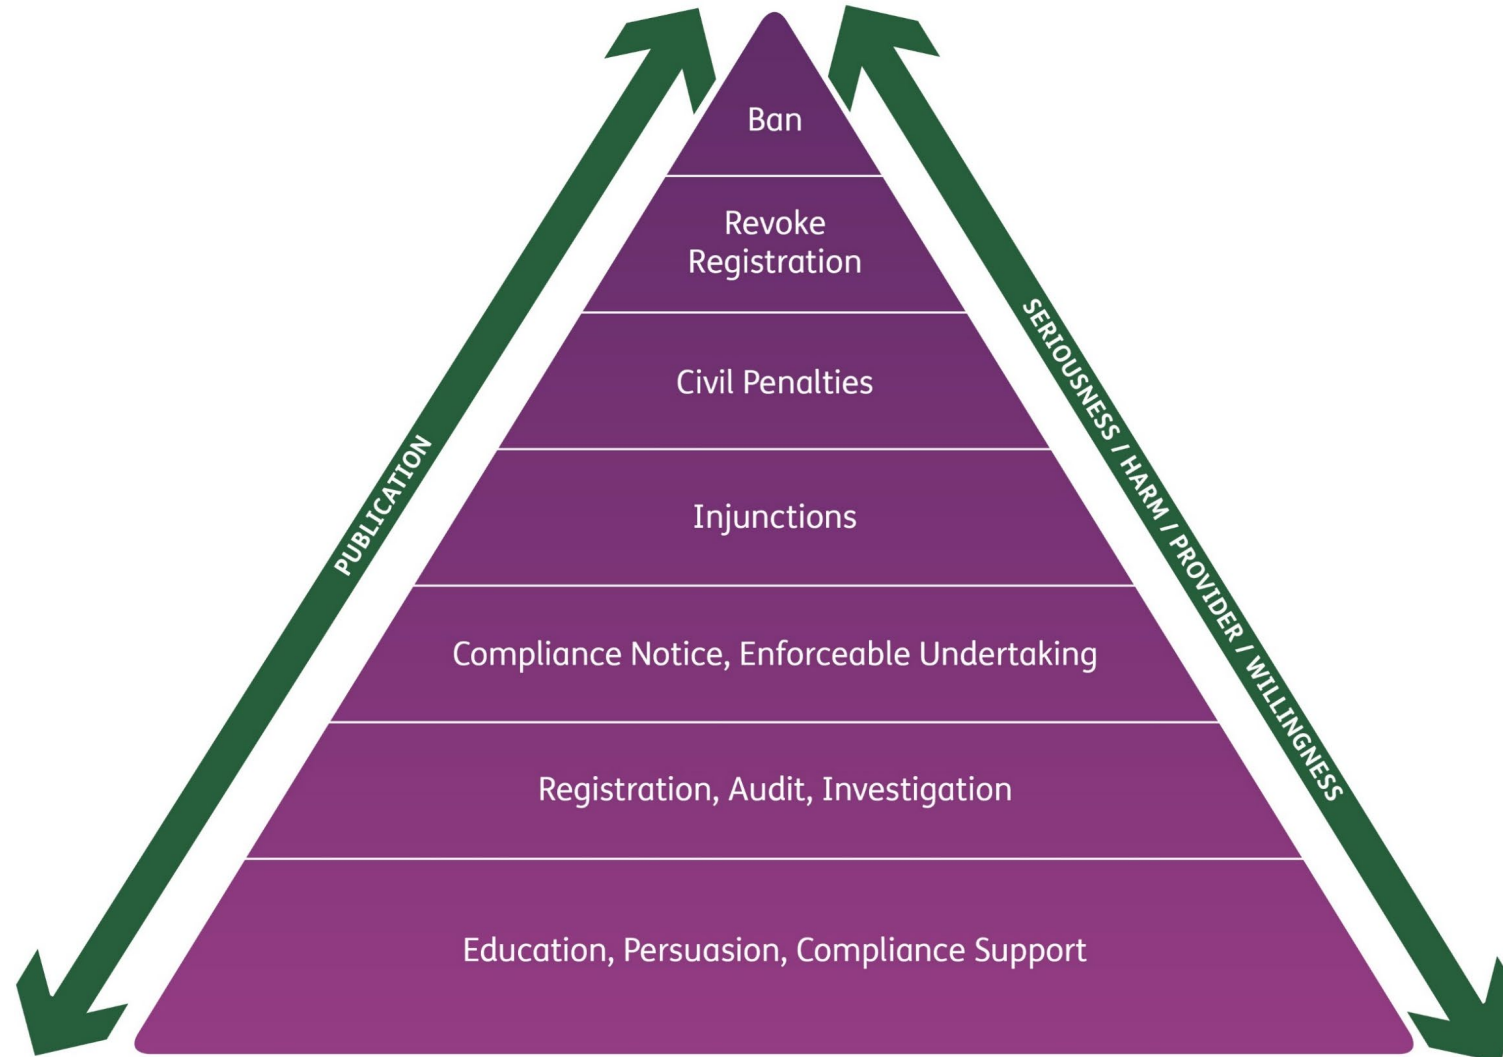 Ban
Revoke
Registration
Civil Penalties
Injunctions
Compliance Notice, Enforceable Undertaking
Registration, Audit, Investigation
Education, Persuasion, Compliance Support
PUBLICATION
SERIOUSNESS / HARM / PROVIDER / WILLINGNESS